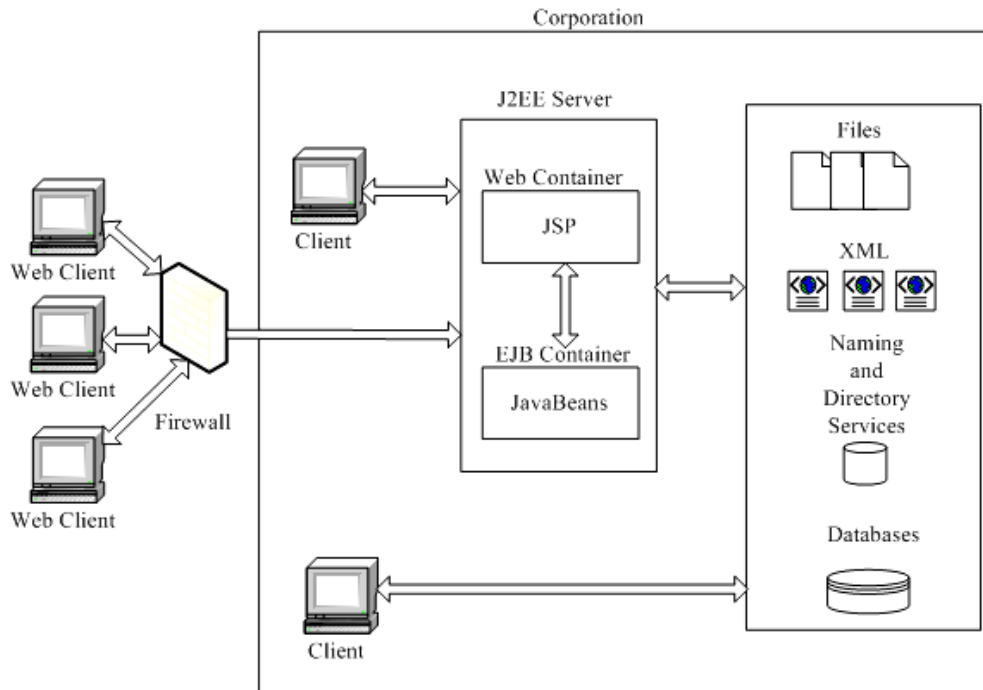 Corporation
J2EE Server
Files
Web Container
JSP
Client
XML
Web Client
Naming
and
Directory
Services
EJB Container
JavaBeans
Web Client
Firewall
Web Client
Databases
Client